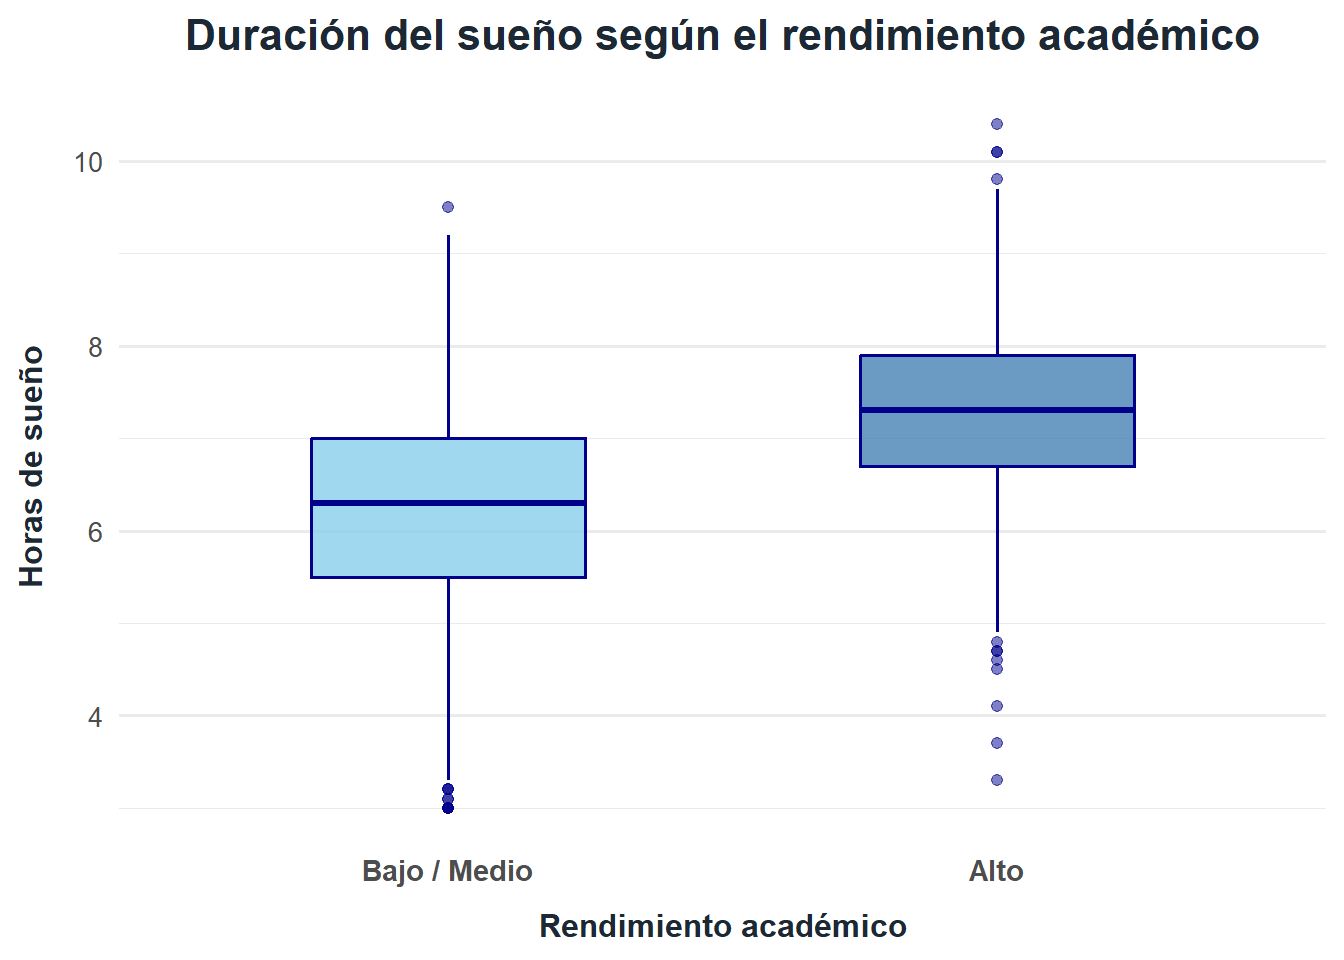 Duración del sueño según el rendimiento académico
Horas de sueño
10
8
6
4
Bajo / Medio
Alto
Rendimiento académico